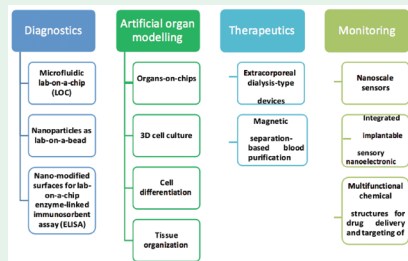 Diagnostics
Microfluidic
lab-on-a-chip
(LOC)
Nanoparticles as
lab-on-a-bead
Nano-modified
surfaces for lab-
on-a-chip
enzyme-linked
immunosorbent
assay (ELISA)
Artificial organ
modelling
Organs-on-chips
3D cell culture
Cell
differentiation
Tissue
organization
Therapeutics
Extracorporeal
dialysis-type
devices
Magnetic
separation-
based blood
purification
Monitoring
Nanoscale
sensors
Integrated
implantable
sensory
nanoelectronic
Multifunctional
chemical
structures for
drug delivery
and targeting of